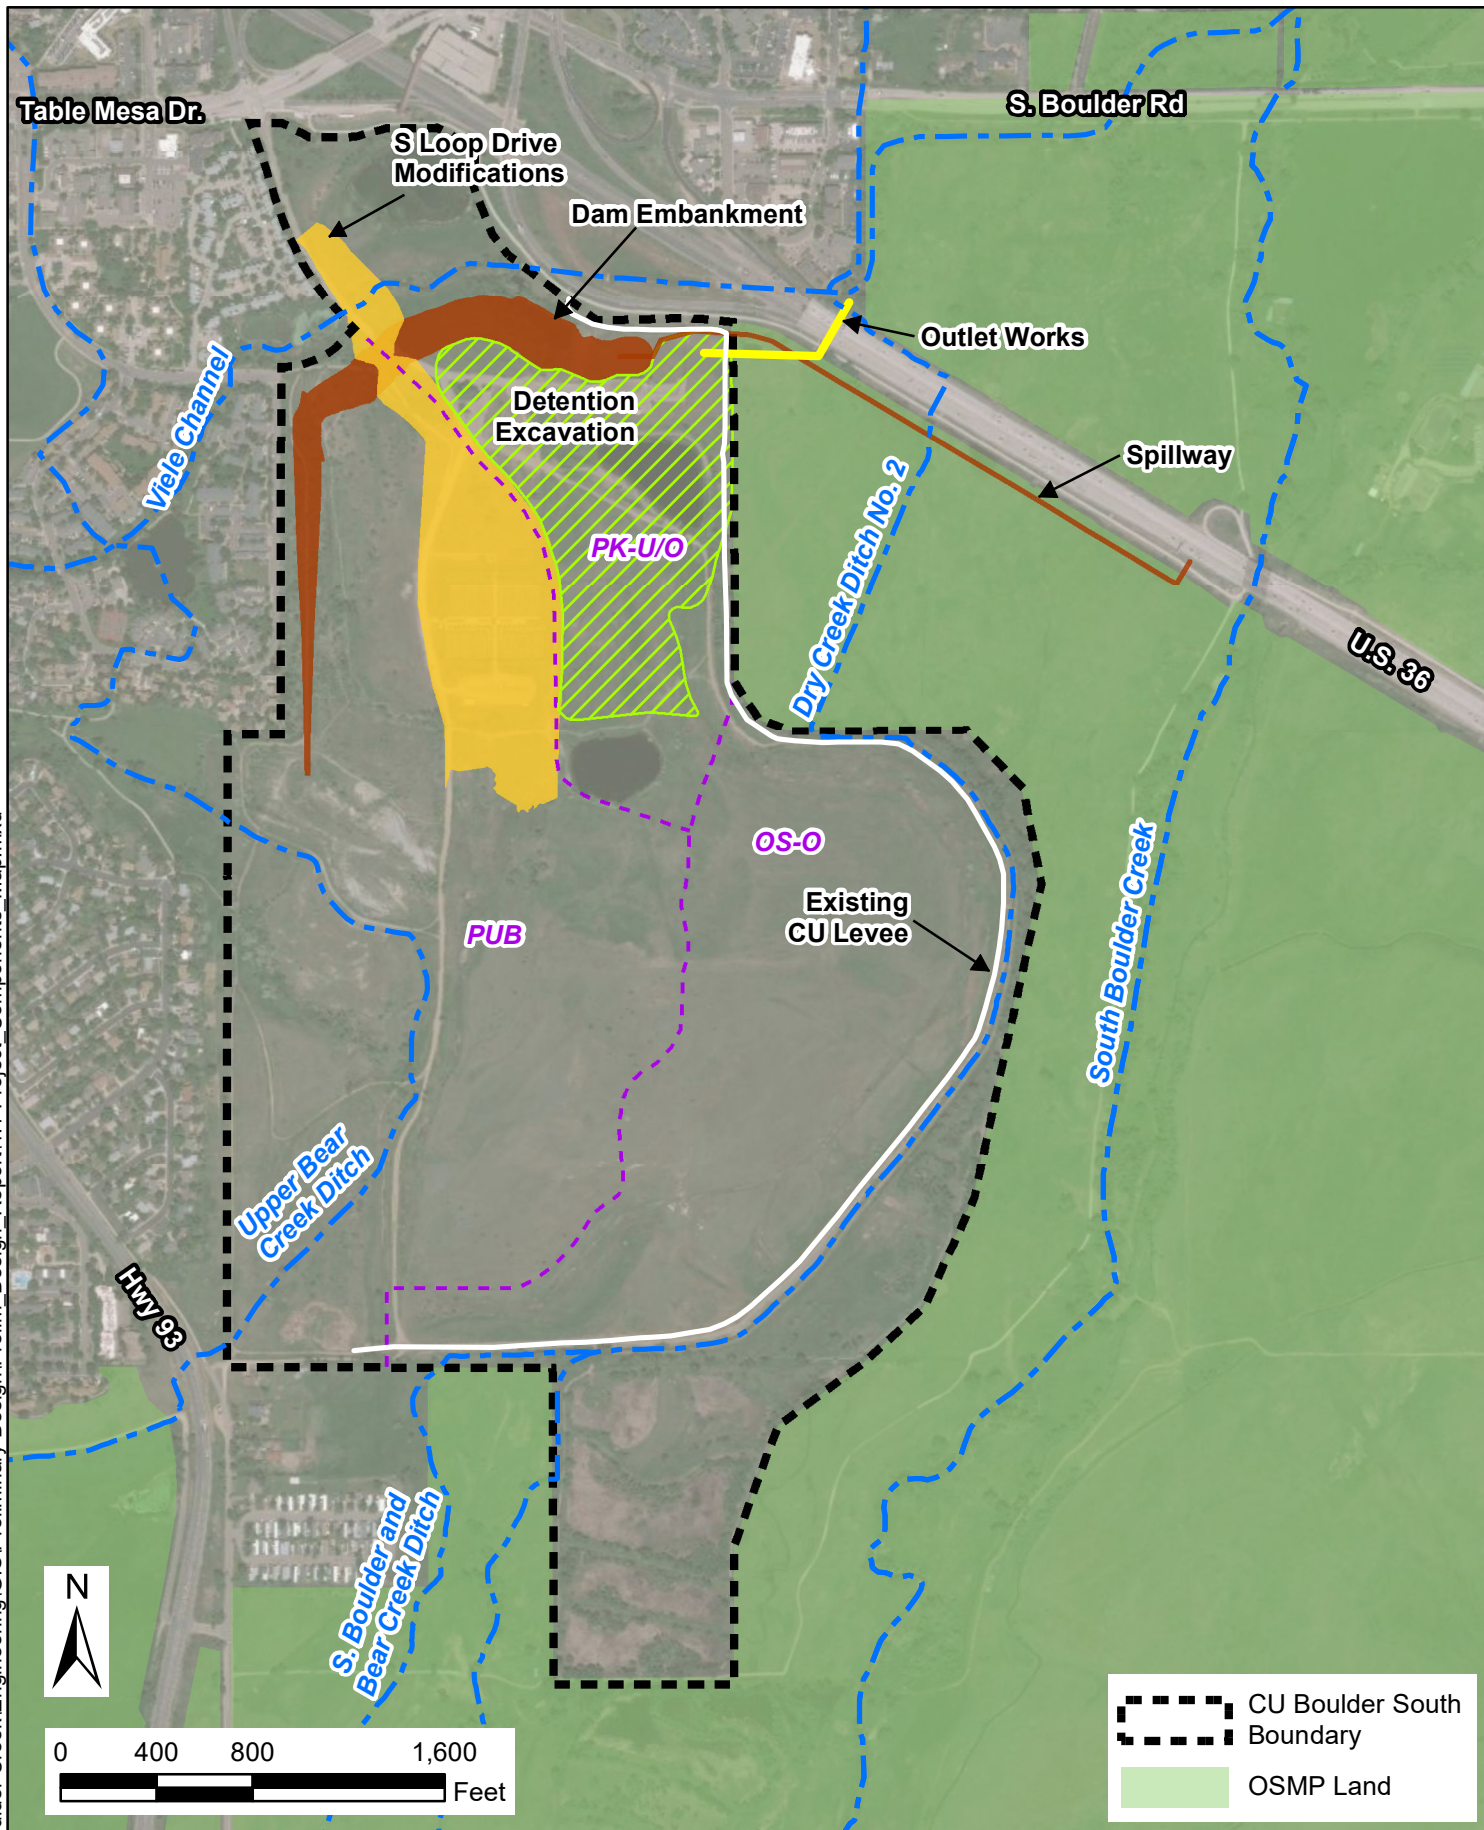 Table Mesa Dr.
S. Boulder Rd
S Loop Drive
Modifications
Dam Embankment
Outlet Works
Viele Channel
Detention
Excavation
Spillway
Dry Creek Ditch No. 2
PK-U/O
U.S. 36
OS-O
Existing
CU Levee
PUB
South Boulder Creek
Upper Bear
Creek Ditch
Hwy 93
S. Boulder and
Bear Creek Ditch
N
0 400 800 1,600
Feet
CU Boulder South
Boundary
OSMP Land